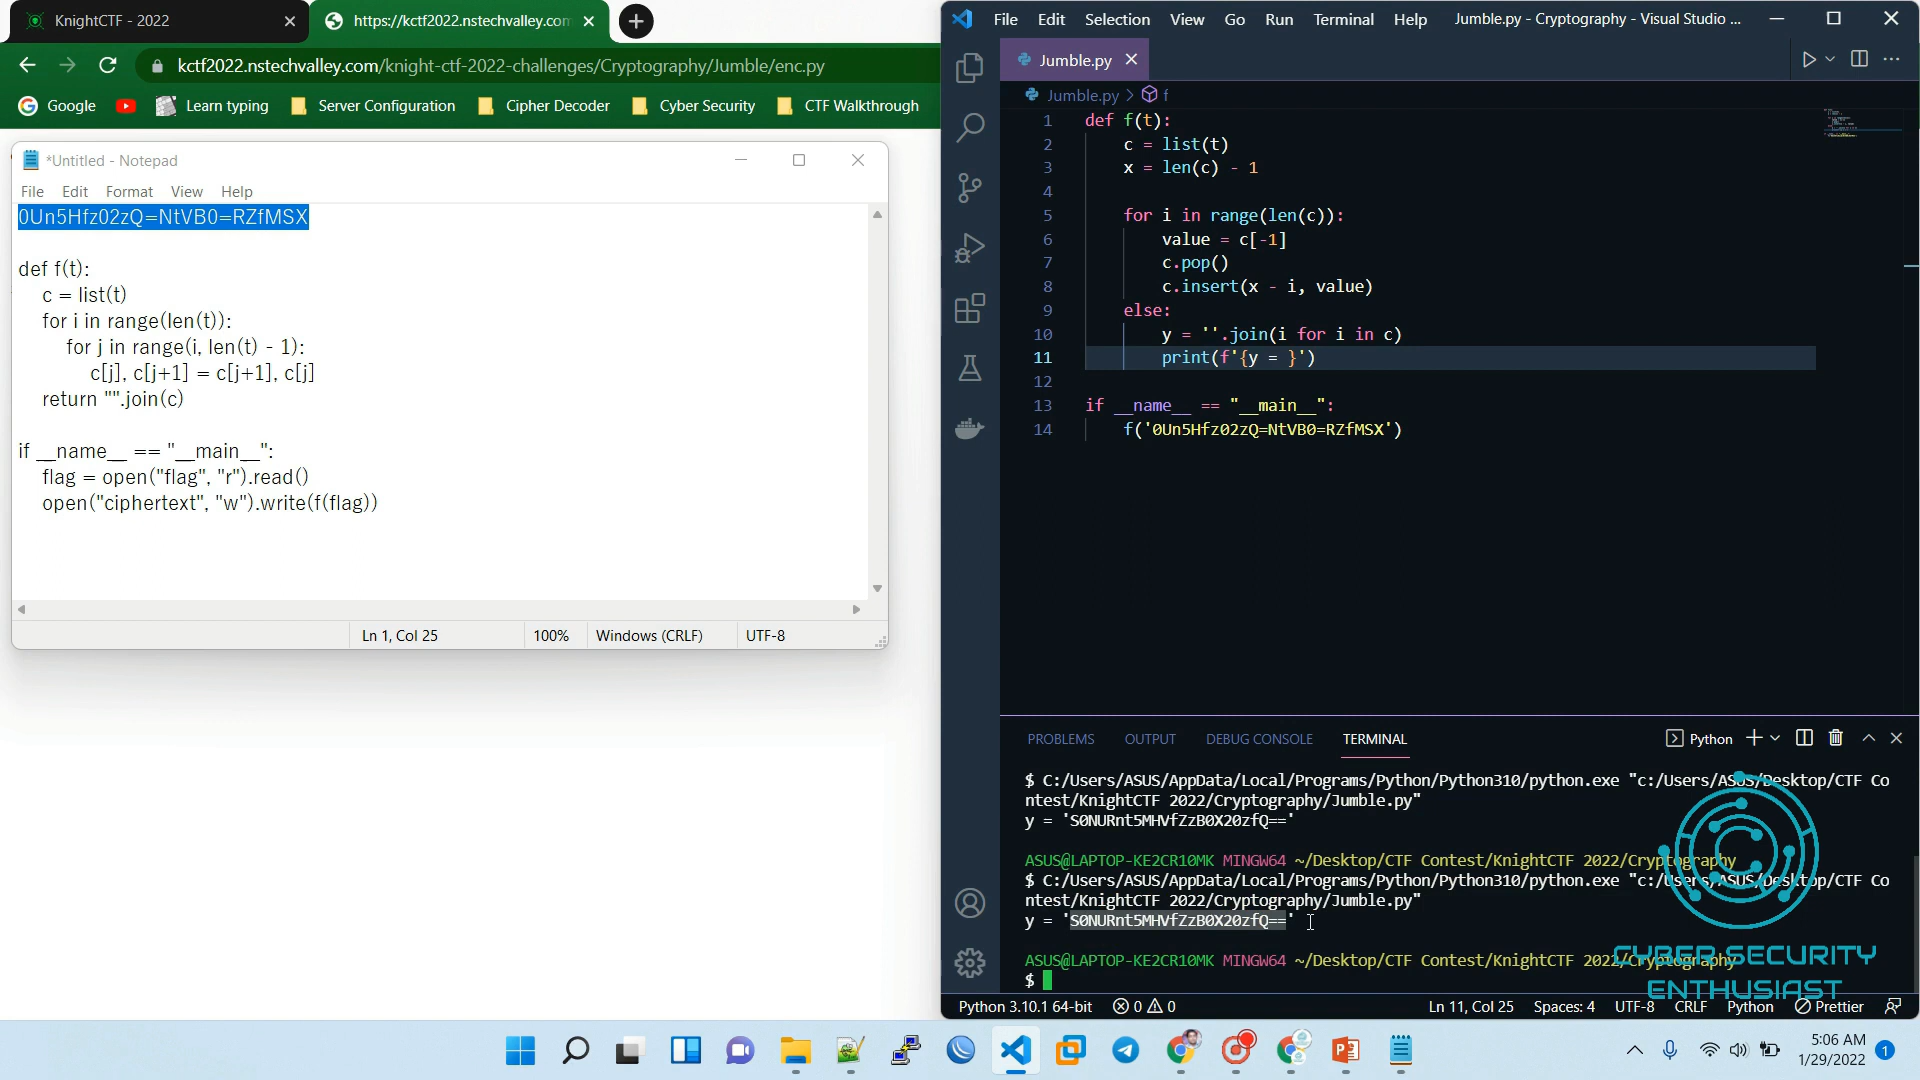 KnightCTF - 2022
https://kctf2022.nstechvalley.com
kctf2022.nstechvalley.com/knight-ctf-2022-challenges/Cryptography/Jumble/enc.py
Google
Learn typing
Server Configuration
Cipher Decoder
Cyber Security
CTF Walkthrough
*Untitled - Notepad
File Edit Format View Help
0Un5Hfz02zQ=NtVB0=RZfMSX
def f(t):
    c = list(t)
    for i in range(len(t)):
        for j in range(i, len(t) - 1):
            c[j], c[j+1] = c[j+1], c[j]
    return "".join(c)
if __name__ == "__main__":
    flag = open("flag", "r").read()
    open("ciphertext", "w").write(f(flag))
Ln 1, Col 25 100% Windows (CRLF) UTF-8
File Edit Selection View Go Run Terminal Help Jumble.py - Cryptography - Visual Studio ...
Jumble.py
Jumble.py > f
1 def f(t):
2     c = list(t)
3     x = len(c) - 1
4
5     for i in range(len(c)):
6         value = c[-1]
7         c.pop()
8         c.insert(x - i, value)
9     else:
10         y = ''.join(i for i in c)
11         print(f'{y = }')
12
13 if __name__ == "__main__":
14     f('0Un5Hfz02zQ=NtVB0=RZfMSX')
PROBLEMS OUTPUT DEBUG CONSOLE TERMINAL Python
$ C:/Users/ASUS/AppData/Local/Programs/Python/Python310/python.exe "c:/Users/ASUS/Desktop/CTF Co
ntest/KnightCTF 2022/Cryptography/Jumble.py"
y = 'S0NURnt5MHVfZzB0X20zfQ=='
ASUS@LAPTOP-KE2CR10MK MINGW64 ~/Desktop/CTF Contest/KnightCTF 2022/Cryptography
$ C:/Users/ASUS/AppData/Local/Programs/Python/Python310/python.exe "c:/Users/ASUS/Desktop/CTF Co
ntest/KnightCTF 2022/Cryptography/Jumble.py"
y = 'S0NURnt5MHVfZzB0X20zfQ=='
ASUS@LAPTOP-KE2CR10MK MINGW64 ~/Desktop/CTF Contest/KnightCTF 2022/Cryptography
$
CYBER SECURITY
ENTHUSIAST
Python 3.10.1 64-bit 0 0 Ln 11, Col 25 Spaces: 4 UTF-8 CRLF Python Prettier
5:06 AM
1/29/2022
1